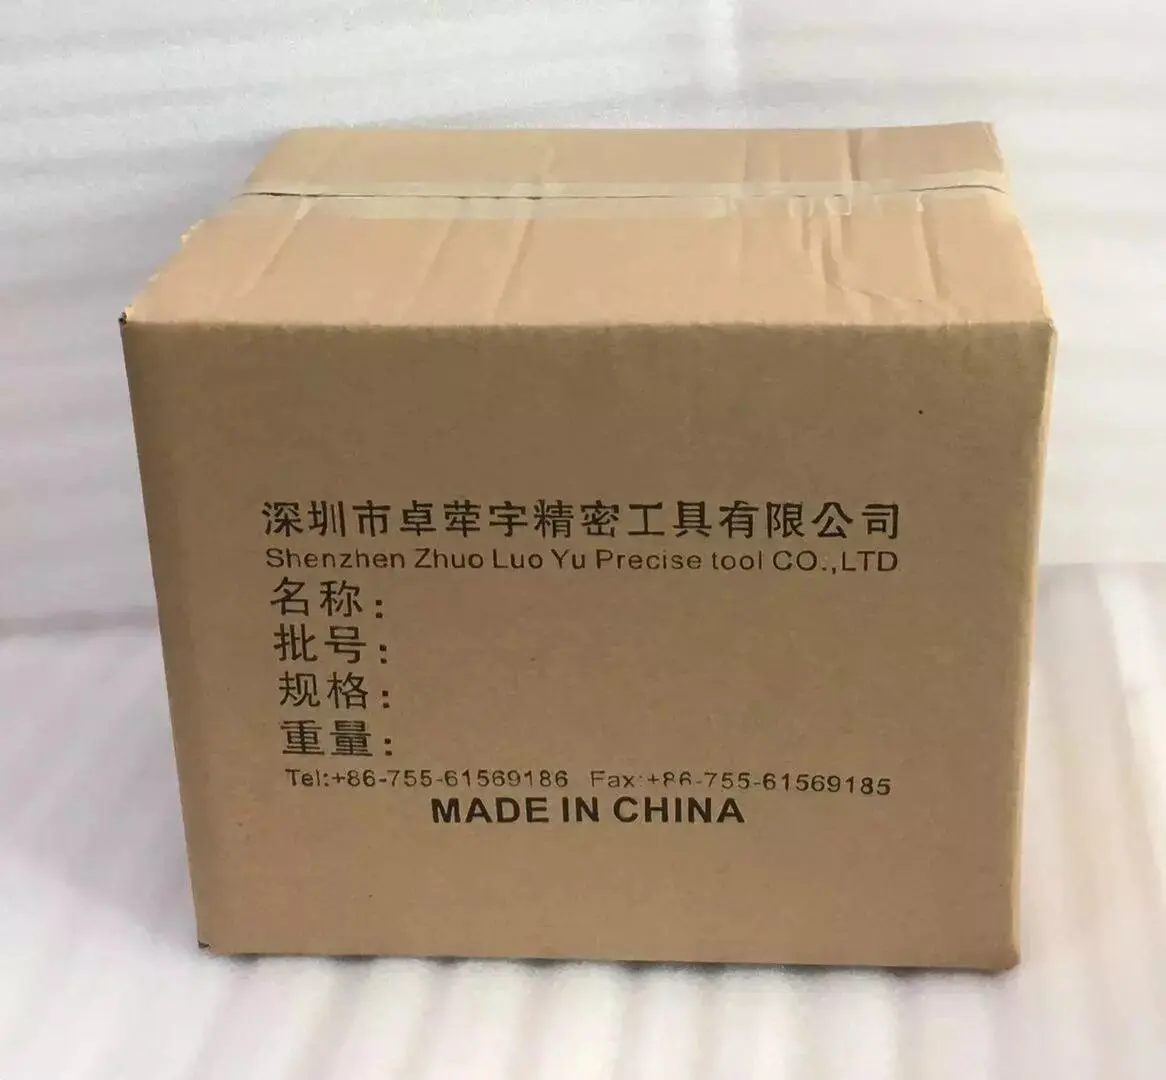 深圳市卓荦宇精密工具有限公司
Shenzhen Zhuo Luo Yu Precise tool CO.,LTD
名称：
批号：
规格：
重量：
Tel:+86-755-61569186 Fax:+86-755-61569185
MADE IN CHINA